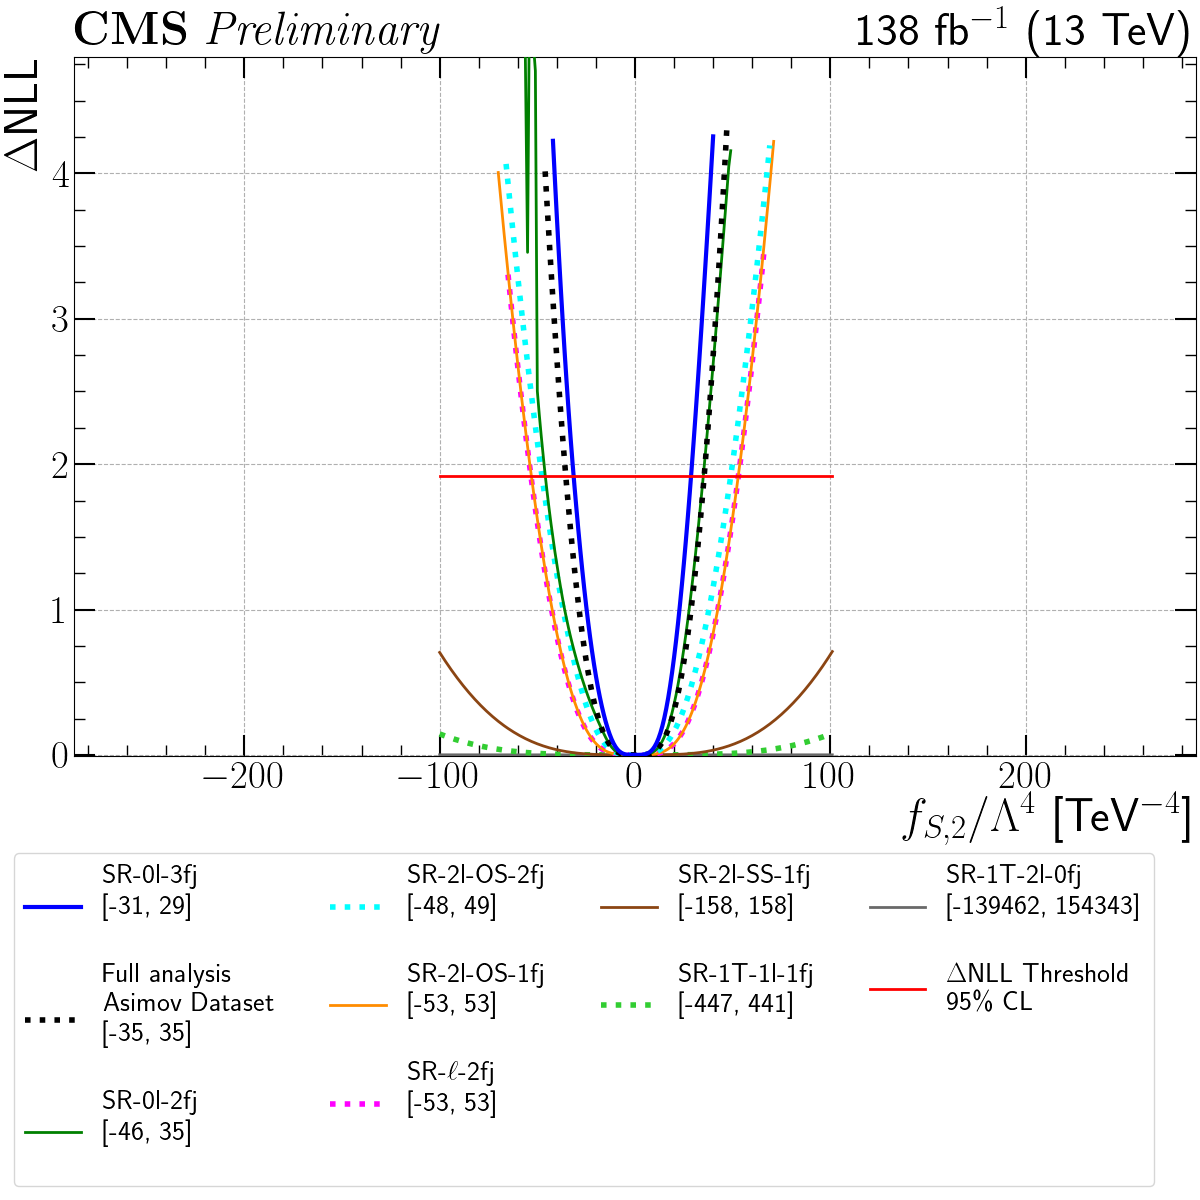 CMS Preliminary
138 fb⁻¹ (13 TeV)
ΔNLL
4
3
2
1
0
−200
−100
0
100
200
f_{S,2}/Λ⁴ [TeV⁻⁴]
SR-0l-3fj
[-31, 29]
Full analysis
Asimov Dataset
[-35, 35]
SR-0l-2fj
[-46, 35]
SR-2l-OS-2fj
[-48, 49]
SR-2l-OS-1fj
[-53, 53]
SR-ℓ-2fj
[-53, 53]
SR-2l-SS-1fj
[-158, 158]
SR-1T-1l-1fj
[-447, 441]
SR-1T-2l-0fj
[-139462, 154343]
ΔNLL Threshold
95% CL